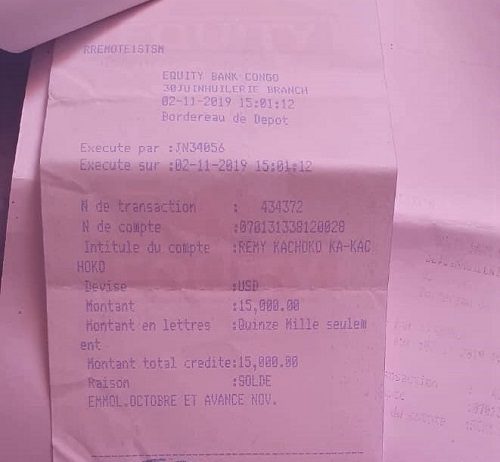 RREMOTE1STSM
EQUITY BANK CONGO
30JUINHUILERIE BRANCH
02-11-2019 15:01:12
Bordereau de Depot
Execute par :JN34056
Execute sur :02-11-2019 15:01:12
N de transaction : 434372
N de compte :070131338120028
Intitule du compte :REMY KACHOKO KA-KAC
HOKO
Devise :USD
Montant :15,000.00
Montant en lettres :Quinze Mille seulem
ent
Montant total credite:15,000.00
Raison :SOLDE
EMMOL.OCTOBRE ET AVANCE NOV.